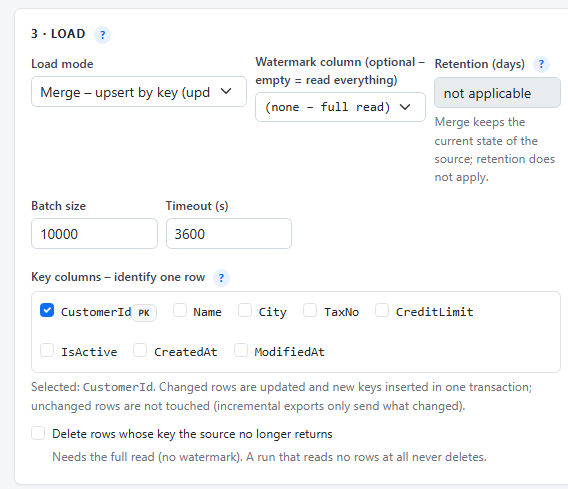 3 · LOAD ?
Load mode
Merge – upsert by key (upd
Watermark column (optional –
empty = read everything)
(none – full read)
Retention (days) ?
not applicable
Merge keeps the
current state of the
source; retention does
not apply.
Batch size
10000
Timeout (s)
3600
Key columns – identify one row ?
CustomerId PK Name City TaxNo CreditLimit
IsActive CreatedAt ModifiedAt
Selected: CustomerId. Changed rows are updated and new keys inserted in one transaction;
unchanged rows are not touched (incremental exports only send what changed).
Delete rows whose key the source no longer returns
Needs the full read (no watermark). A run that reads no rows at all never deletes.